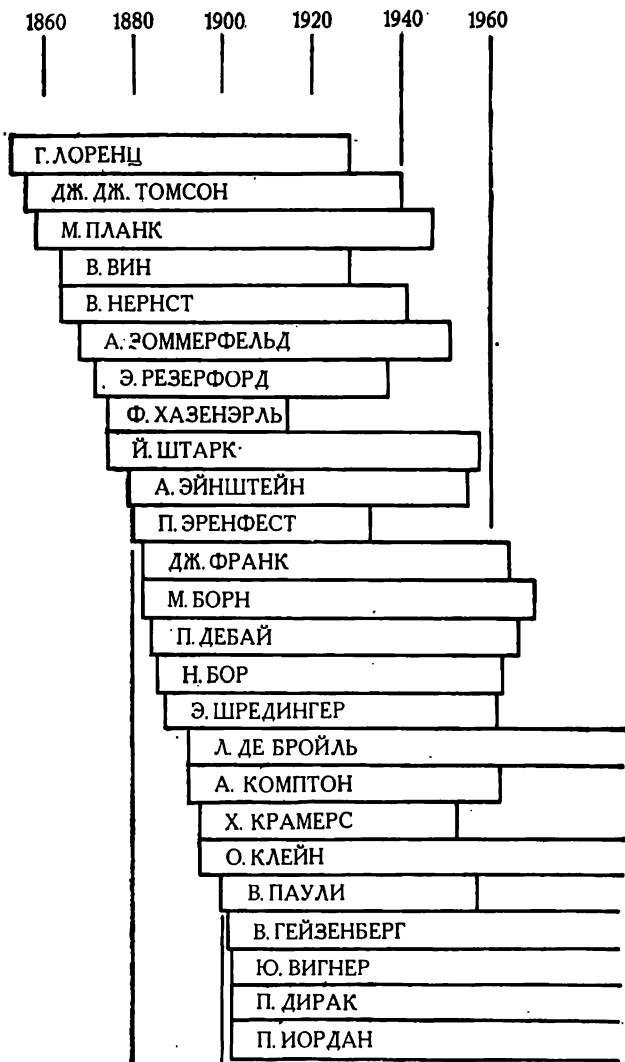 1860 1880 1900 1920 1940 1960
Г. ЛОРЕНЦ
ДЖ. ДЖ. ТОМСОН
М. ПЛАНК
В. ВИН
В. НЕРНСТ
А. ЗОММЕРФЕЛЬД
Э. РЕЗЕРФОРД
Ф. ХАЗЕНЭРЛЬ
Й. ШТАРК
А. ЭЙНШТЕЙН
П. ЭРЕНФЕСТ
ДЖ. ФРАНК
М. БОРН
П. ДЕБАЙ
Н. БОР
Э. ШРЕДИНГЕР
Л. ДЕ БРОЙЛЬ
А. КОМПТОН
Х. КРАМЕРС
О. КЛЕЙН
В. ПАУЛИ
В. ГЕЙЗЕНБЕРГ
Ю. ВИГНЕР
П. ДИРАК
П. ИОРДАН